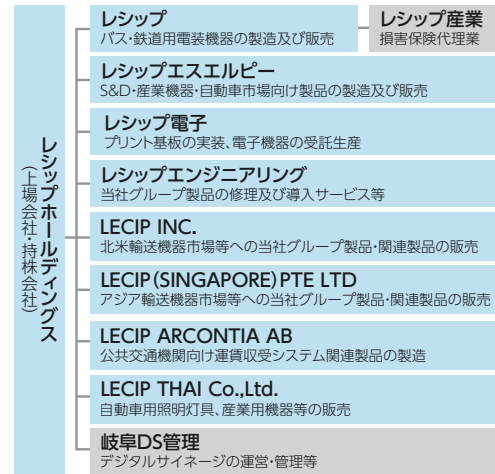 レシップホールディングス
(上場会社・持株会社)
レシップ
バス・鉄道用電装機器の製造及び販売
レシップ産業
損害保険代理業
レシップエスエルピー
S&D・産業機器・自動車市場向け製品の製造及び販売
レシップ電子
プリント基板の実装、電子機器の受託生産
レシップエンジニアリング
当社グループ製品の修理及び導入サービス等
LECIP INC.
北米輸送機器市場等への当社グループ製品・関連製品の販売
LECIP(SINGAPORE)PTE LTD
アジア輸送機器市場等への当社グループ製品・関連製品の販売
LECIP ARCONTIA AB
公共交通機関向け運賃収受システム関連製品の製造
LECIP THAI Co.,Ltd.
自動車用照明灯具、産業用機器等の販売
岐阜DS管理
デジタルサイネージの運営・管理等